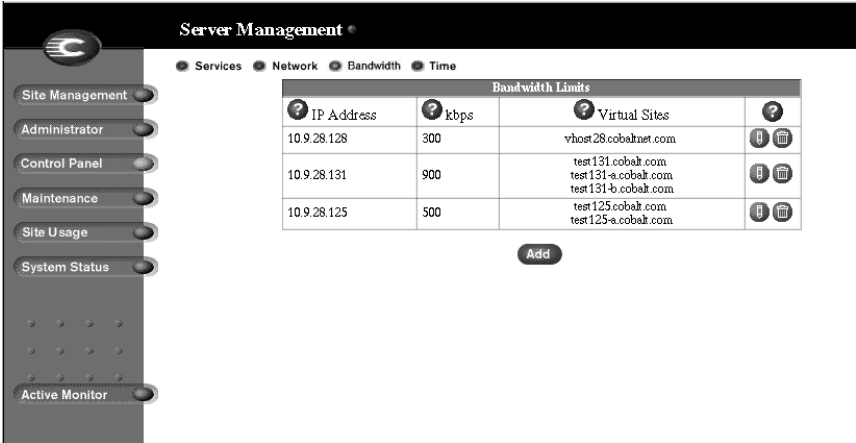 Server Management
Services Network Bandwidth Time
Site Management
Administrator
Control Panel
Maintenance
Site Usage
System Status
Active Monitor
Bandwidth Limits
? IP Address ? kbps ? Virtual Sites ?
10.9.28.128 300 vhost28.cobaltnet.com
10.9.28.131 900 test131.cobalt.com
test131-a.cobalt.com
test131-b.cobalt.com
10.9.28.125 500 test125.cobalt.com
test125-a.cobalt.com
Add